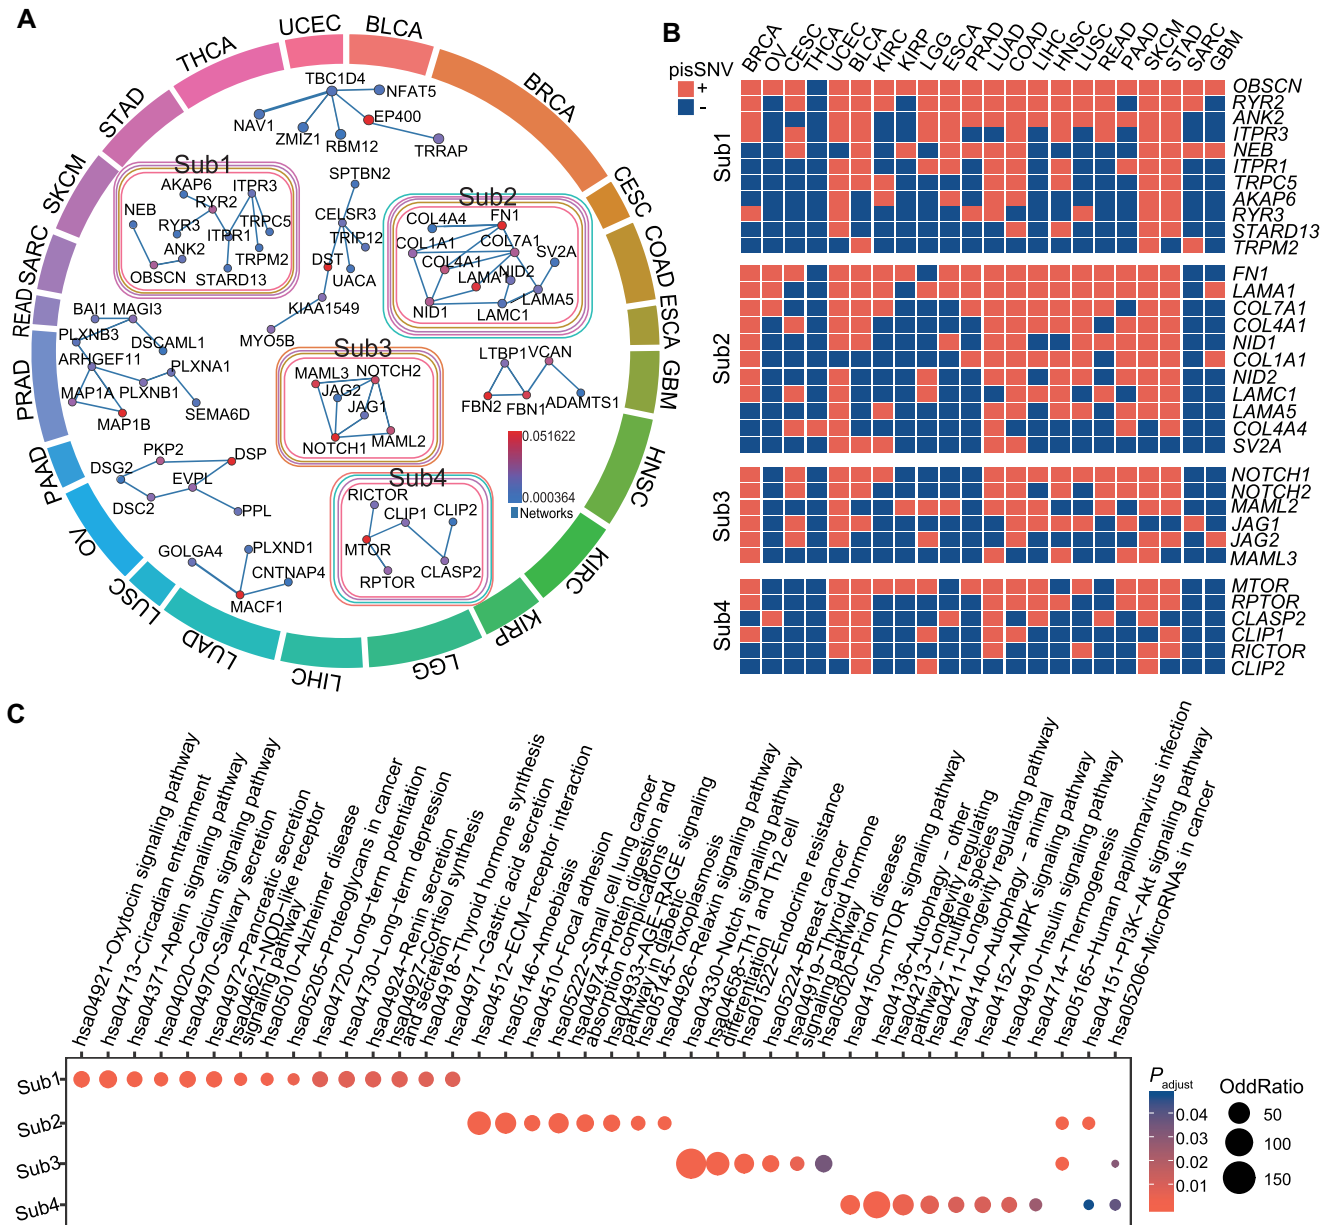 A
UCEC
BLCA
BRCA
CESC
COAD
ESCA
GBM
HNSC
KIRC
KIRP
LGG
LIHC
LUAD
LUSC
OV
PAAD
PRAD
READ
SARC
SKCM
STAD
THCA
TBC1D4
NFAT5
NAV1
EP400
ZMIZ1
RBM12
TRRAP
Sub1
AKAP6
ITPR3
RYR2
NEB
RYR3
TRPC5
ITPR1
ANK2
TRPM2
OBSCN
STARD13
SPTBN2
CELSR3
TRIP12
DST
UACA
KIAA1549
MYO5B
Sub2
COL4A4
FN1
COL1A1
COL7A1
SV2A
COL4A1
NID2
LAMA1
LAMA5
NID1
LAMC1
BAI1
MAGI3
PLXNB3
DSCAML1
ARHGEF11
PLXNA1
MAP1A
PLXNB1
SEMA6D
MAP1B
Sub3
MAML3
NOTCH2
JAG2
JAG1
NOTCH1
MAML2
LTBP1
VCAN
FBN2
FBN1
ADAMTS1
0.051622
0.000364
Networks
PKP2
DSP
DSG2
EVPL
DSC2
PPL
Sub4
RICTOR
CLIP1
CLIP2
MTOR
RPTOR
CLASP2
GOLGA4
PLXND1
CNTNAP4
MACF1
B
pisSNV
+
-
BRCA
OV
CESC
THCA
UCEC
BLCA
KIRC
KIRP
LGG
ESCA
PRAD
LUAD
COAD
LIHC
HNSC
LUSC
READ
PAAD
SKCM
STAD
SARC
GBM
Sub1
OBSCN
RYR2
ANK2
ITPR3
NEB
ITPR1
TRPC5
AKAP6
RYR3
STARD13
TRPM2
Sub2
FN1
LAMA1
COL7A1
COL4A1
NID1
COL1A1
NID2
LAMC1
LAMA5
COL4A4
SV2A
Sub3
NOTCH1
NOTCH2
MAML2
JAG1
JAG2
MAML3
Sub4
MTOR
RPTOR
CLASP2
CLIP1
RICTOR
CLIP2
C
hsa04921~Oxytocin signaling pathway
hsa04713~Circadian entrainment
hsa04371~Apelin signaling pathway
hsa04020~Calcium signaling pathway
hsa04970~Salivary secretion
hsa04972~Pancreatic secretion
hsa04621~NOD-like receptor
signaling pathway
hsa05010~Alzheimer disease
hsa05205~Proteoglycans in cancer
hsa04720~Long-term potentiation
hsa04730~Long-term depression
hsa04924~Renin secretion
hsa04927~Cortisol synthesis
and secretion
hsa04918~Thyroid hormone synthesis
hsa04971~Gastric acid secretion
hsa04512~ECM-receptor interaction
hsa05146~Amoebiasis
hsa04510~Focal adhesion
hsa05222~Small cell lung cancer
hsa04974~Protein digestion and
absorption
hsa04933~AGE-RAGE signaling
pathway in diabetic
complications
hsa05145~Toxoplasmosis
hsa04926~Relaxin signaling pathway
hsa04330~Notch signaling pathway
hsa04658~Th1 and Th2 cell
differentiation
hsa01522~Endocrine resistance
hsa05224~Breast cancer
hsa04919~Thyroid hormone
signaling pathway
hsa05020~Prion diseases
hsa04150~mTOR signaling pathway
hsa04136~Autophagy - other
hsa04213~Longevity regulating
pathway - multiple species
hsa04211~Longevity regulating pathway
hsa04140~Autophagy - animal
hsa04152~AMPK signaling pathway
hsa04910~Insulin signaling pathway
hsa04714~Thermogenesis
hsa05165~Human papillomavirus infection
hsa04151~PI3K-Akt signaling pathway
hsa05206~MicroRNAs in cancer
Sub1
Sub2
Sub3
Sub4
Padjust
0.04
0.03
0.02
0.01
OddRatio
50
100
150